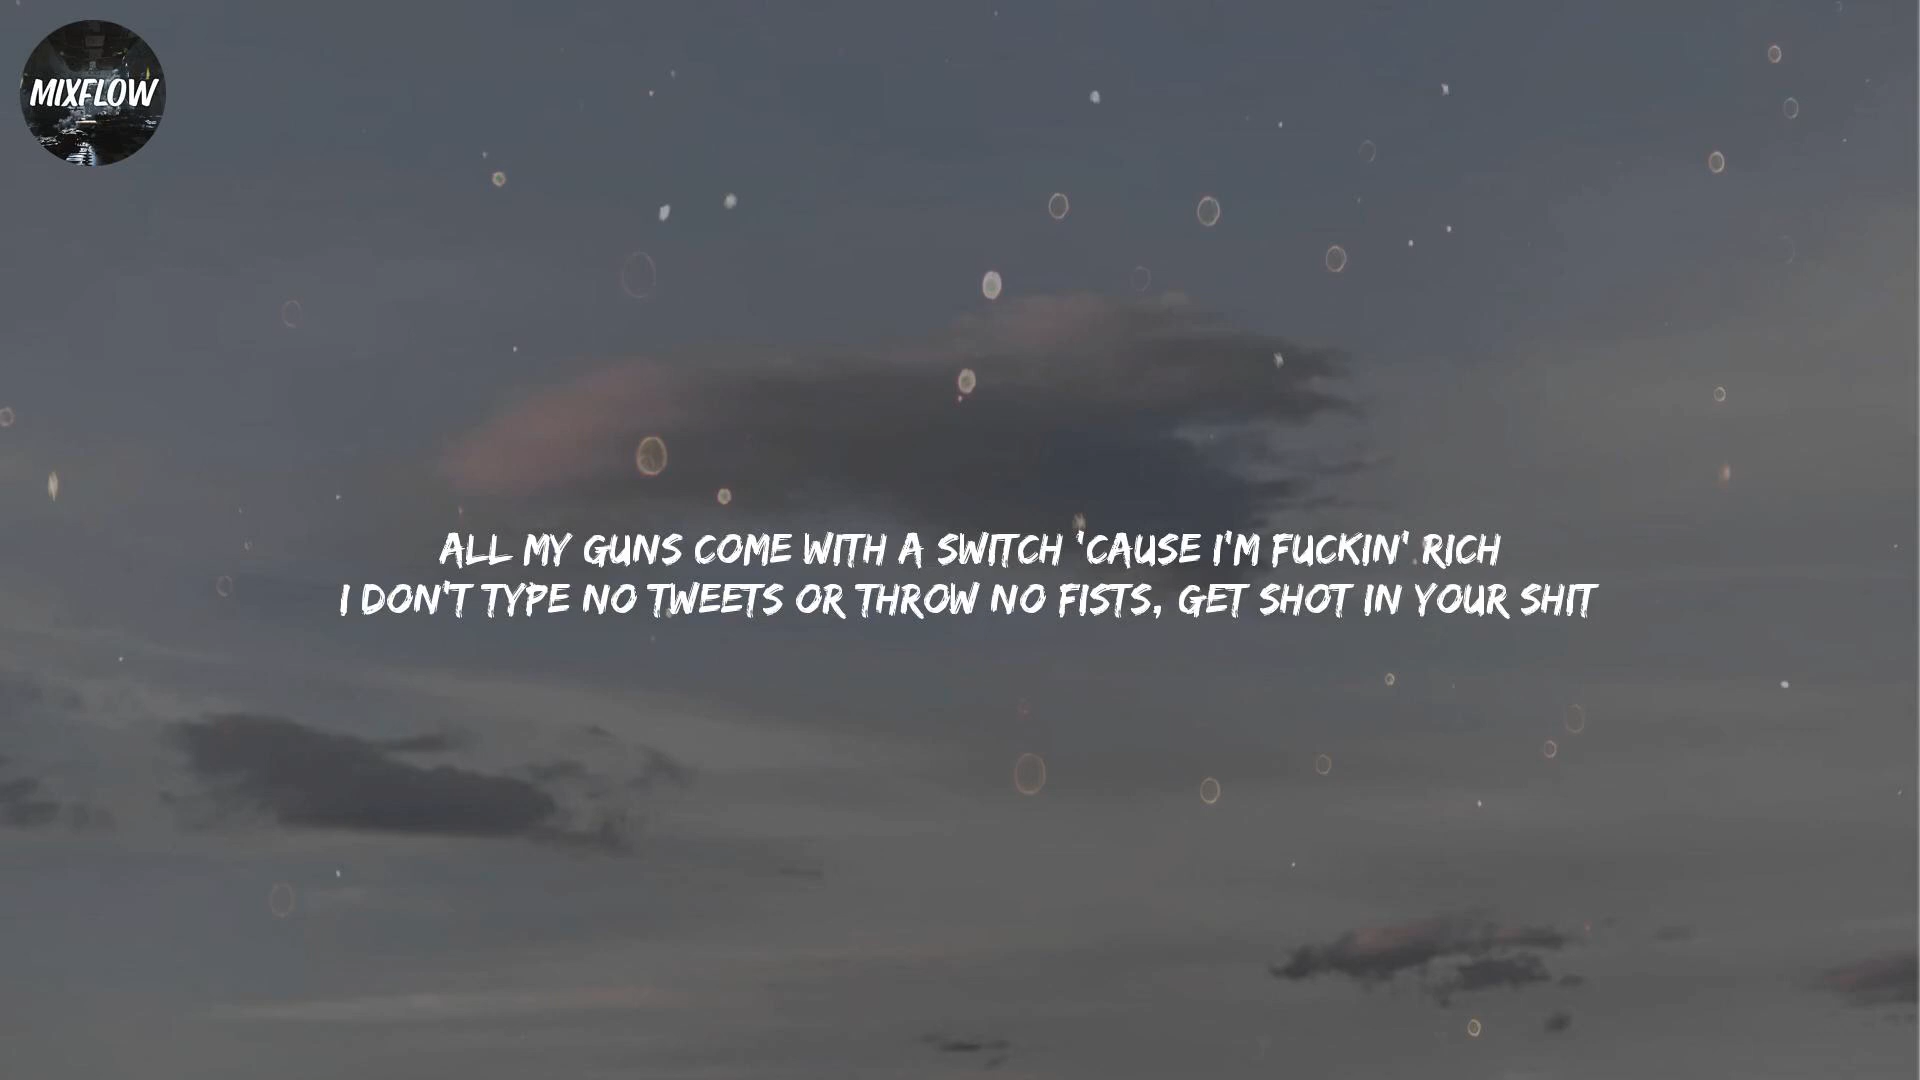 MIXFLOW
ALL MY GUNS COME WITH A SWITCH 'CAUSE I'M FUCKIN' RICH
I DON'T TYPE NO TWEETS OR THROW NO FISTS, GET SHOT IN YOUR SHIT